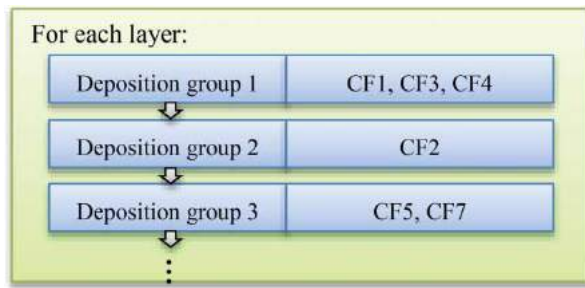 For each layer:
Deposition group 1 CF1, CF3, CF4
Deposition group 2 CF2
Deposition group 3 CF5, CF7
⋮